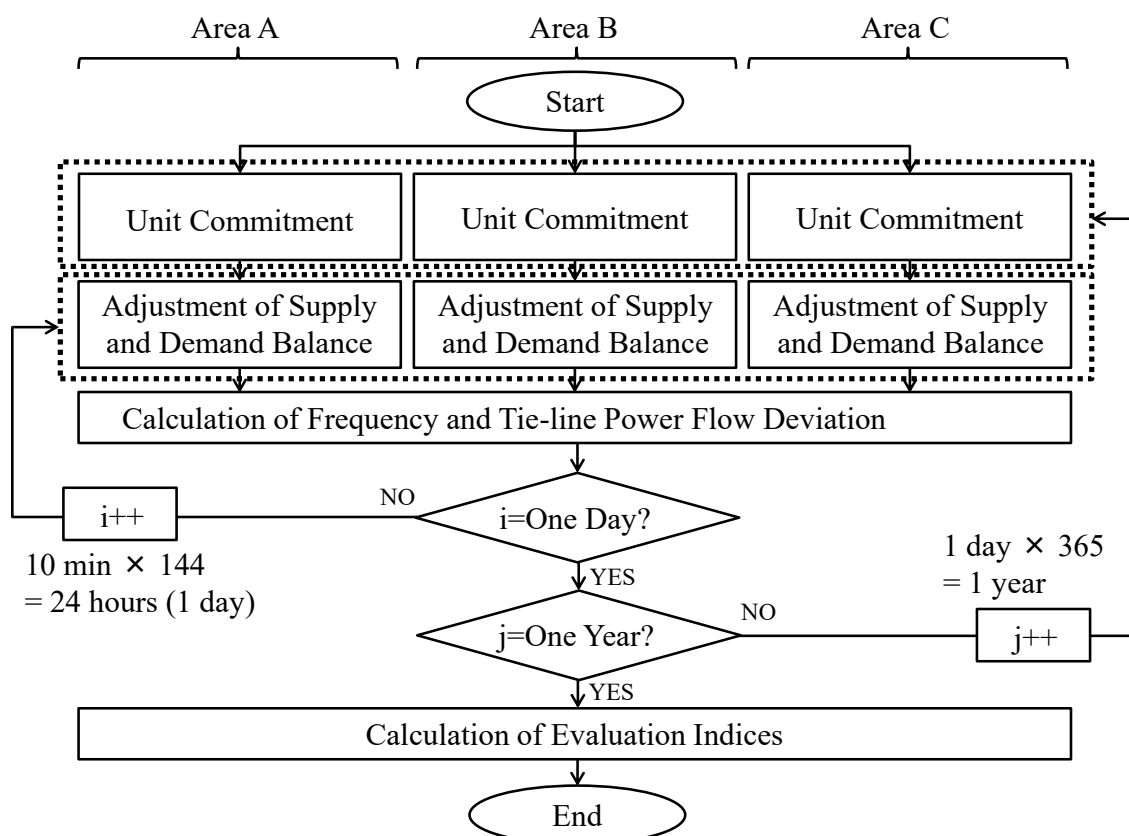 Area A
Area B
Area C
Start
Unit Commitment
Unit Commitment
Unit Commitment
Adjustment of Supply
and Demand Balance
Adjustment of Supply
and Demand Balance
Adjustment of Supply
and Demand Balance
Calculation of Frequency and Tie-line Power Flow Deviation
NO
i=One Day?
i++
10 min × 144
= 24 hours (1 day)
YES
1 day × 365
= 1 year
j=One Year?
NO
j++
YES
Calculation of Evaluation Indices
End